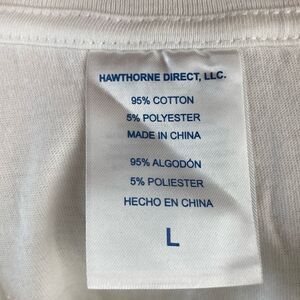 HAWTHORNE DIRECT, LLC.
95% COTTON
5% POLYESTER
MADE IN CHINA
95% ALGODÓN
5% POLIESTER
HECHO EN CHINA
L